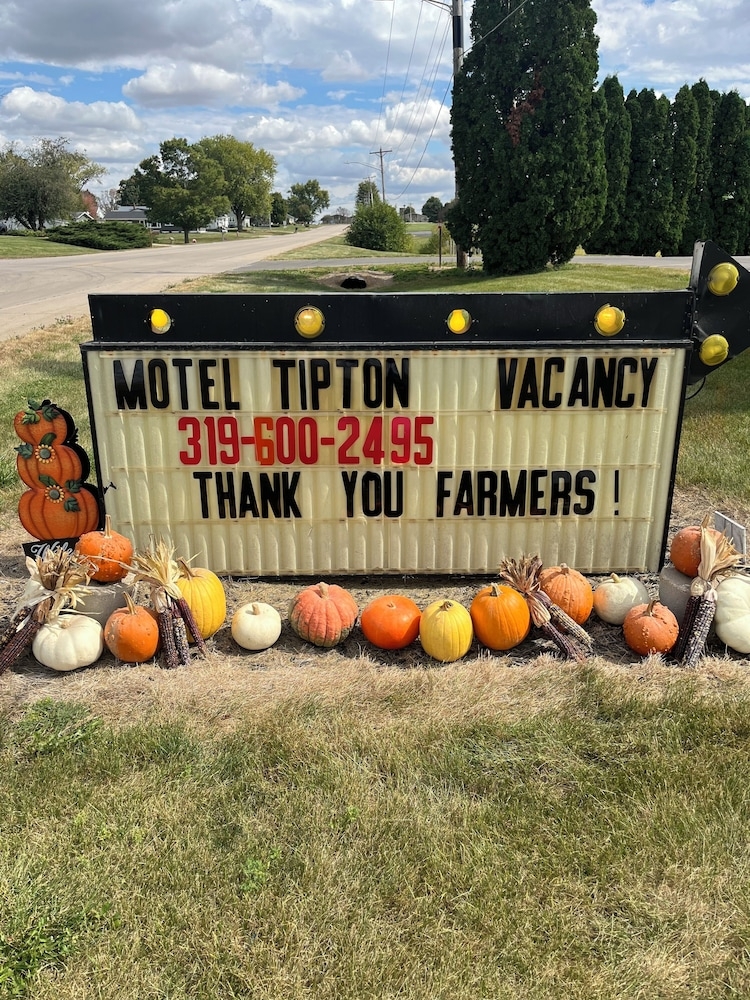 MOTEL TIPTON VACANCY
319-600-2495
THANK YOU FARMERS!